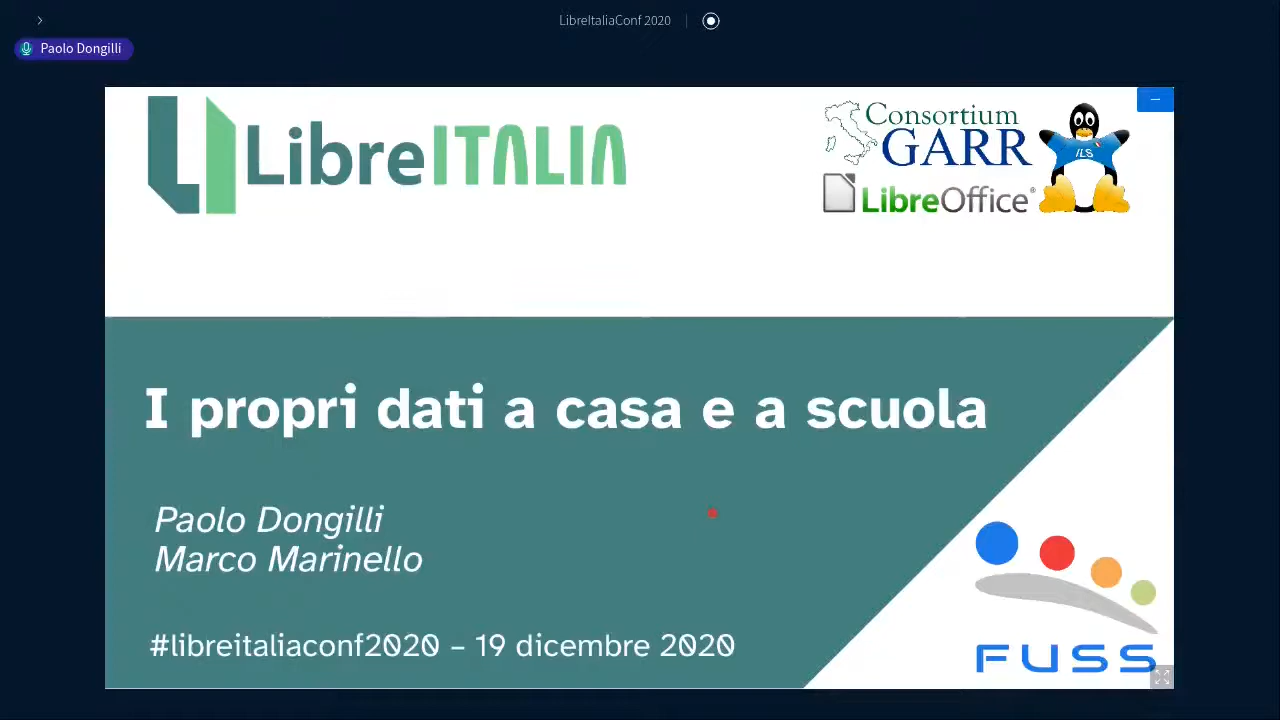 LibreItaliaConf 2020
Paolo Dongilli
LibreITALIA
Consortium
GARR
ILS
LibreOffice®
I propri dati a casa e a scuola
Paolo Dongilli
Marco Marinello
#libreitaliaconf2020 – 19 dicembre 2020
FUSS